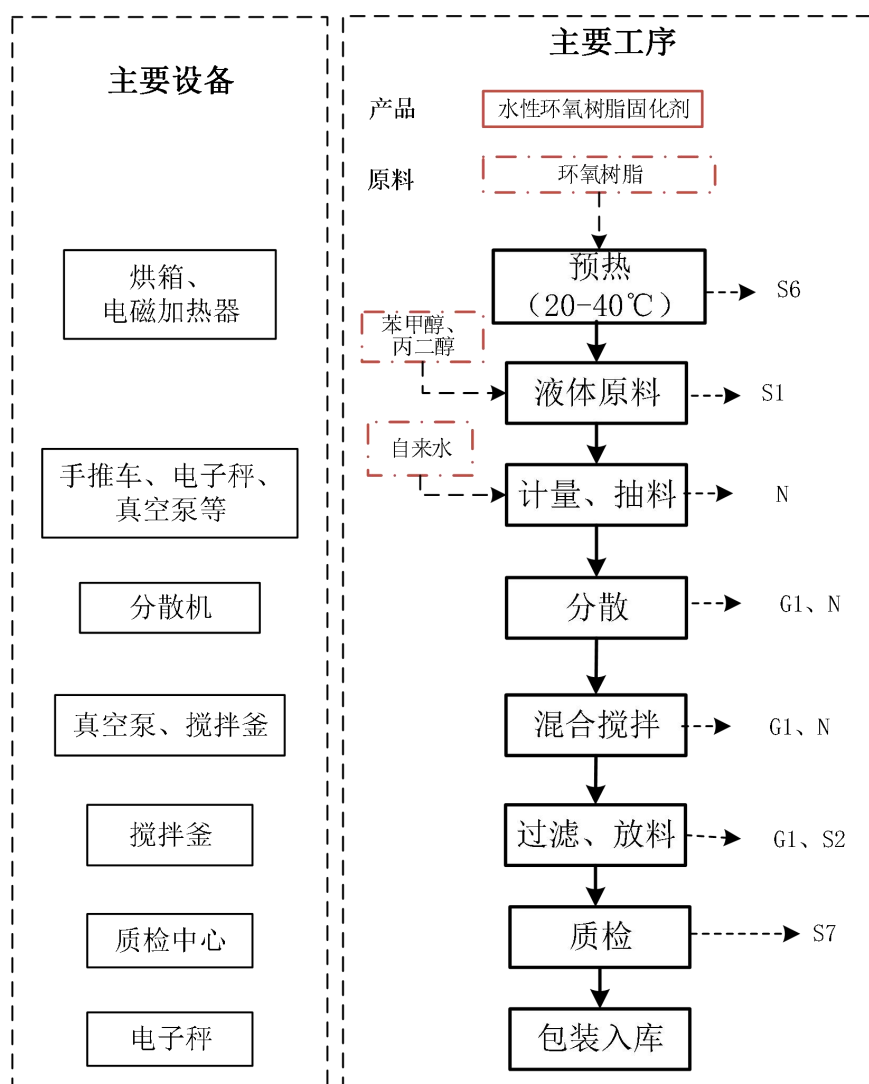 主要设备
烘箱、
电磁加热器
手推车、电子秤、
真空泵等
分散机
真空泵、搅拌釜
搅拌釜
质检中心
电子秤
主要工序
产品
水性环氧树脂固化剂
原料
环氧树脂
预热
（20-40℃）
S6
苯甲醇、
丙二醇
液体原料
S1
自来水
计量、抽料
N
分散
G1、N
混合搅拌
G1、N
过滤、放料
G1、S2
质检
S7
包装入库